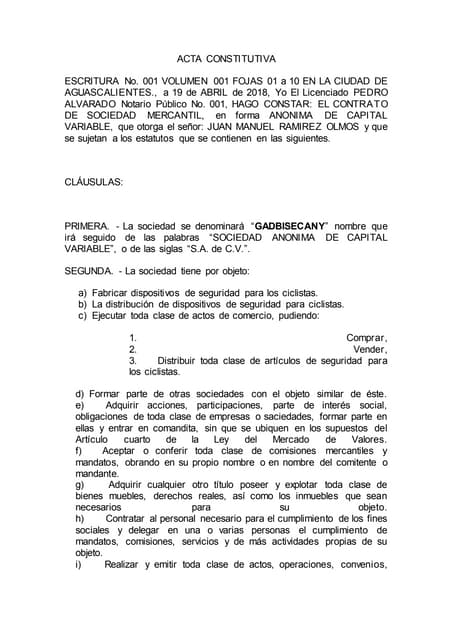 ACTA CONSTITUTIVA
ESCRITURA No. 001 VOLUMEN 001 FOJAS 01 a 10 EN LA CIUDAD DE
AGUASCALIENTES., a 19 de ABRIL de 2018, Yo El Licenciado PEDRO
ALVARADO Notario Público No. 001, HAGO CONSTAR: EL CONTRATO
DE SOCIEDAD MERCANTIL, en forma ANONIMA DE CAPITAL
VARIABLE, que otorga el señor: JUAN MANUEL RAMIREZ OLMOS y que
se sujetan a los estatutos que se contienen en las siguientes.
CLÁUSULAS:
PRIMERA. - La sociedad se denominará “GADBISECANY” nombre que
irá seguido de las palabras “SOCIEDAD ANONIMA DE CAPITAL
VARIABLE”, o de las siglas “S.A. de C.V.”.
SEGUNDA. - La sociedad tiene por objeto:
a) Fabricar dispositivos de seguridad para los ciclistas.
b) La distribución de dispositivos de seguridad para ciclistas.
c) Ejecutar toda clase de actos de comercio, pudiendo:
1. Comprar,
2. Vender,
3. Distribuir toda clase de artículos de seguridad para
los ciclistas.
d) Formar parte de otras sociedades con el objeto similar de éste.
e) Adquirir acciones, participaciones, parte de interés social,
obligaciones de toda clase de empresas o saciedades, formar parte en
ellas y entrar en comandita, sin que se ubiquen en los supuestos del
Artículo cuarto de la Ley del Mercado de Valores.
f) Aceptar o conferir toda clase de comisiones mercantiles y
mandatos, obrando en su propio nombre o en nombre del comitente o
mandante.
g) Adquirir cualquier otro título poseer y explotar toda clase de
bienes muebles, derechos reales, así como los inmuebles que sean
necesarios para su objeto.
h) Contratar al personal necesario para el cumplimiento de los fines
sociales y delegar en una o varias personas el cumplimiento de
mandatos, comisiones, servicios y de más actividades propias de su
objeto.
i) Realizar y emitir toda clase de actos, operaciones, convenios,